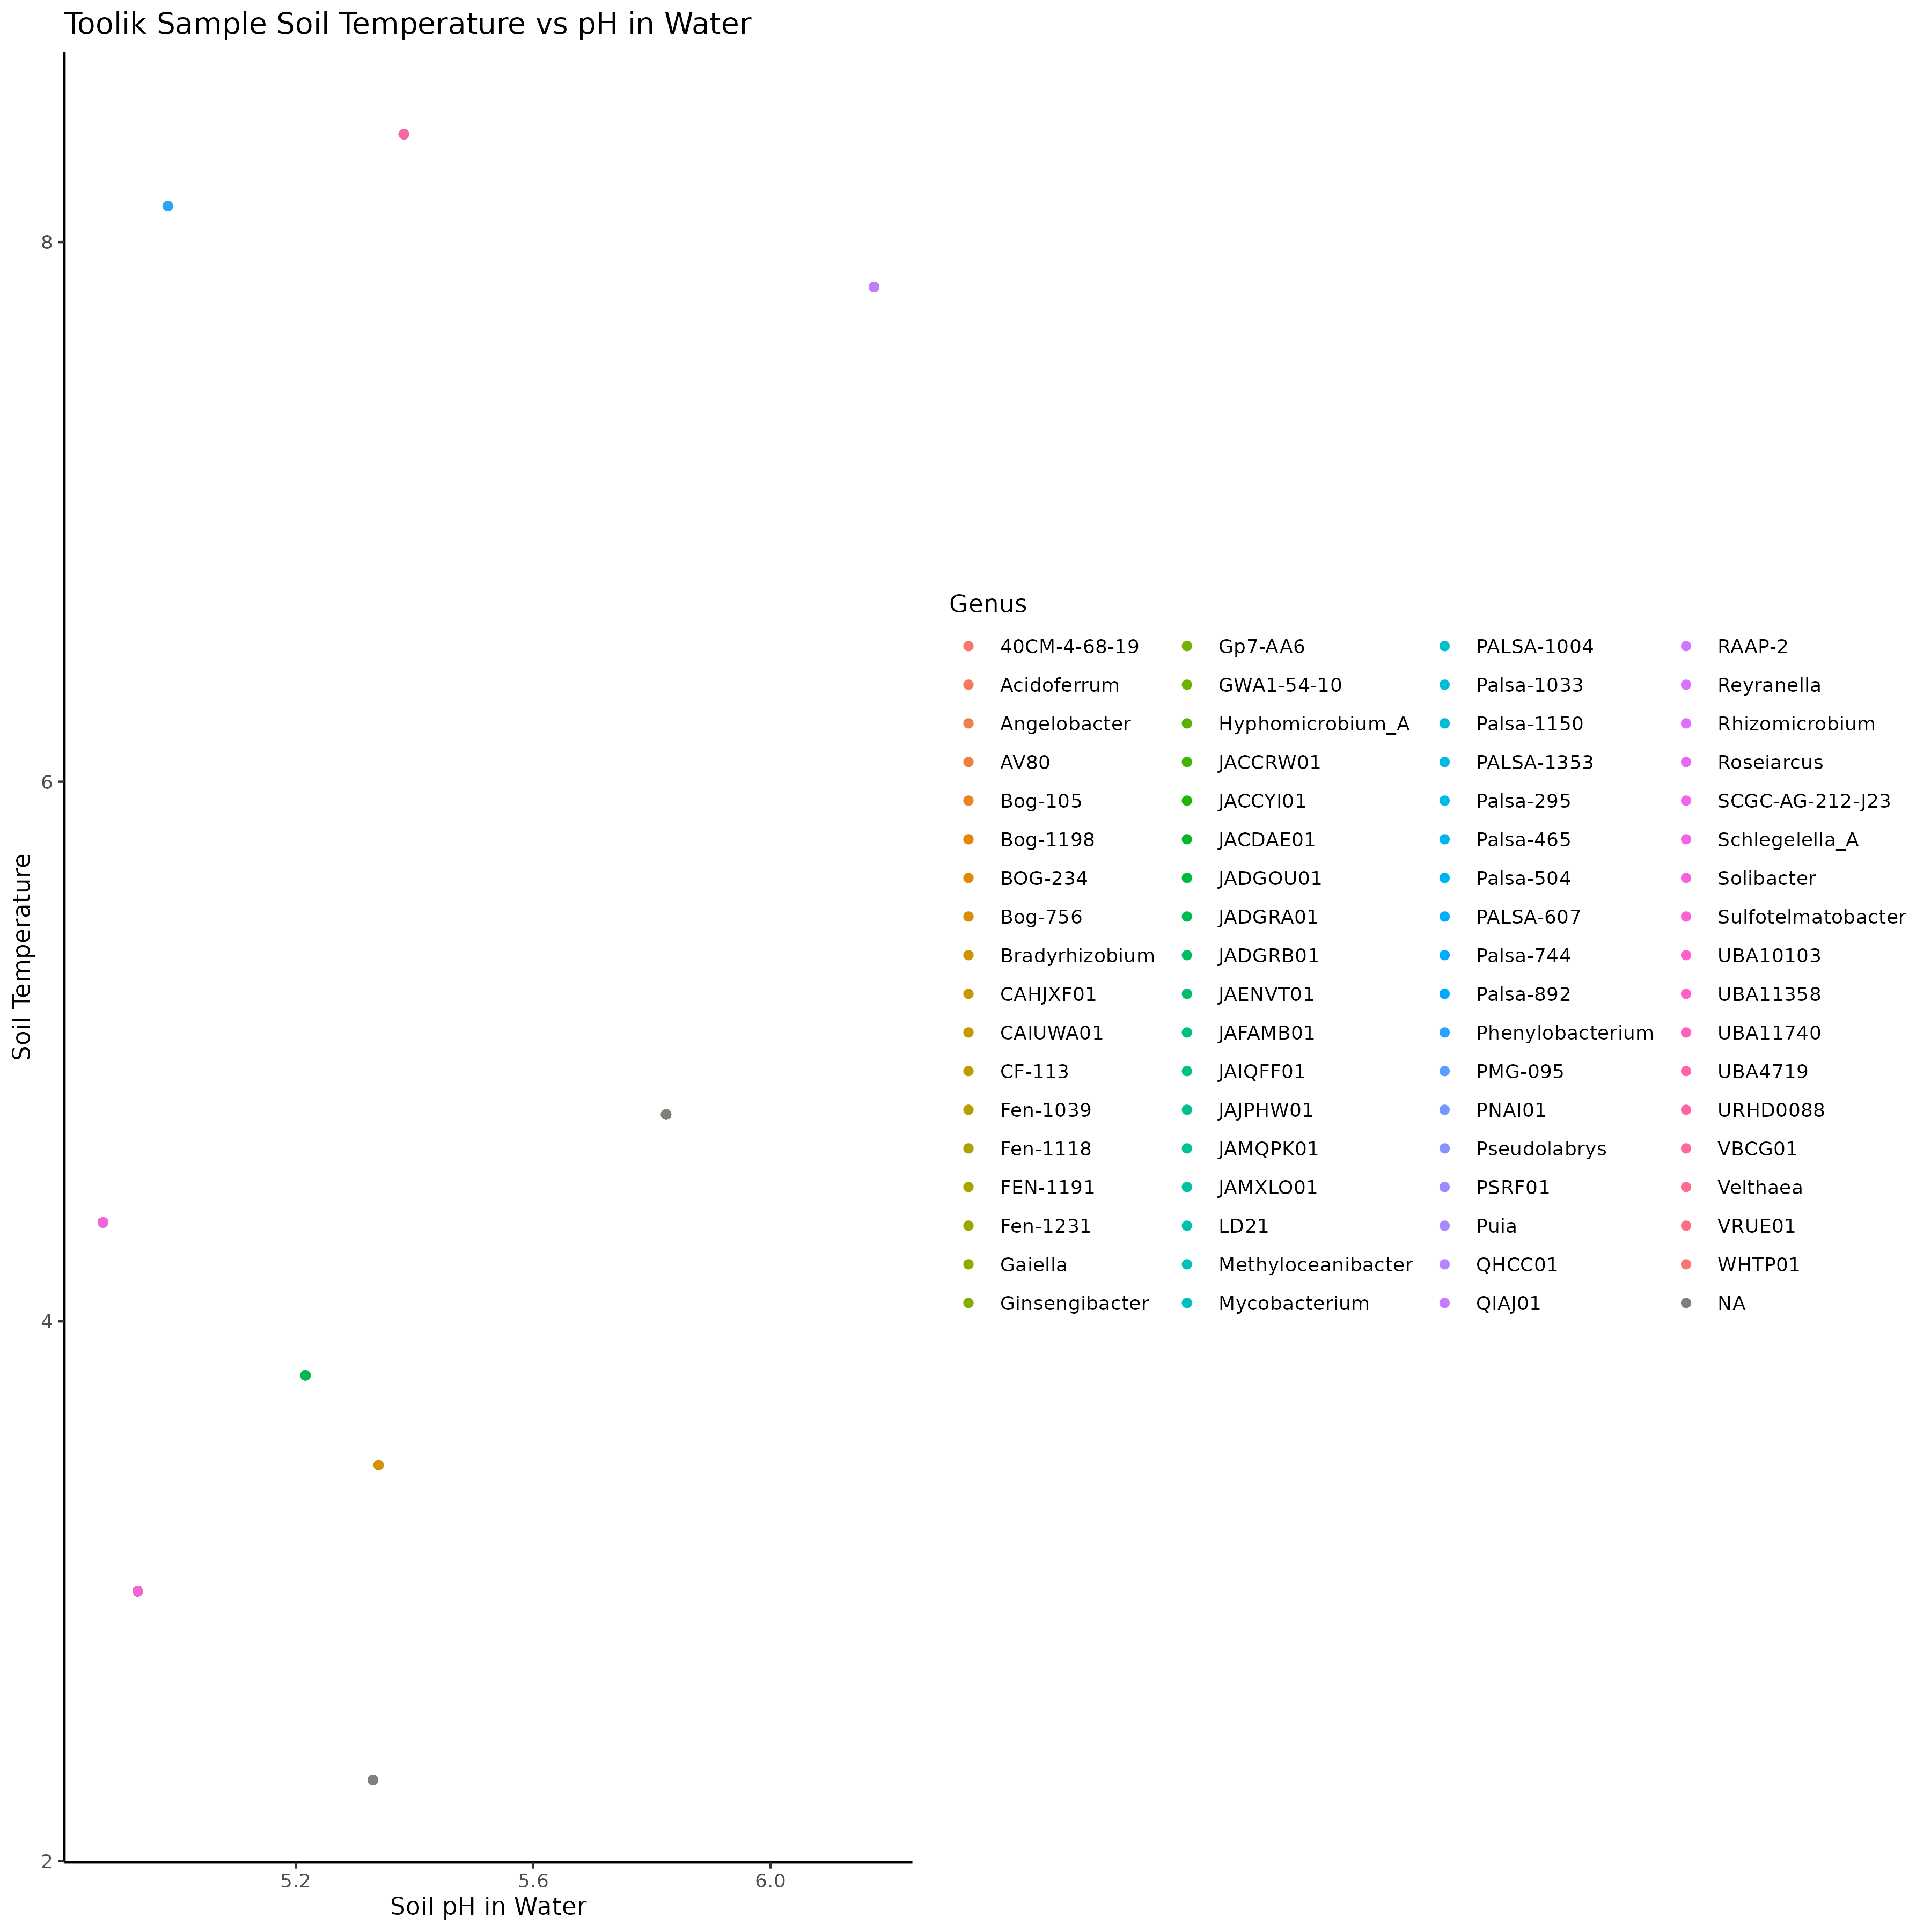 Toolik Sample Soil Temperature vs pH in Water
8
6
4
2
Soil Temperature
5.2
5.6
6.0
Soil pH in Water
Genus
40CM-4-68-19
Acidoferrum
Angelobacter
AV80
Bog-105
Bog-1198
BOG-234
Bog-756
Bradyrhizobium
CAHJXF01
CAIUWA01
CF-113
Fen-1039
Fen-1118
FEN-1191
Fen-1231
Gaiella
Ginsengibacter
Gp7-AA6
GWA1-54-10
Hyphomicrobium_A
JACCRW01
JACCYI01
JACDAE01
JADGOU01
JADGRA01
JADGRB01
JAENVT01
JAFAMB01
JAIQFF01
JAJPHW01
JAMQPK01
JAMXLO01
LD21
Methyloceanibacter
Mycobacterium
PALSA-1004
Palsa-1033
Palsa-1150
PALSA-1353
Palsa-295
Palsa-465
Palsa-504
PALSA-607
Palsa-744
Palsa-892
Phenylobacterium
PMG-095
PNAI01
Pseudolabrys
PSRF01
Puia
QHCC01
QIAJ01
RAAP-2
Reyranella
Rhizomicrobium
Roseiarcus
SCGC-AG-212-J23
Schlegelella_A
Solibacter
Sulfotelmatobacter
UBA10103
UBA11358
UBA11740
UBA4719
URHD0088
VBCG01
Velthaea
VRUE01
WHTP01
NA